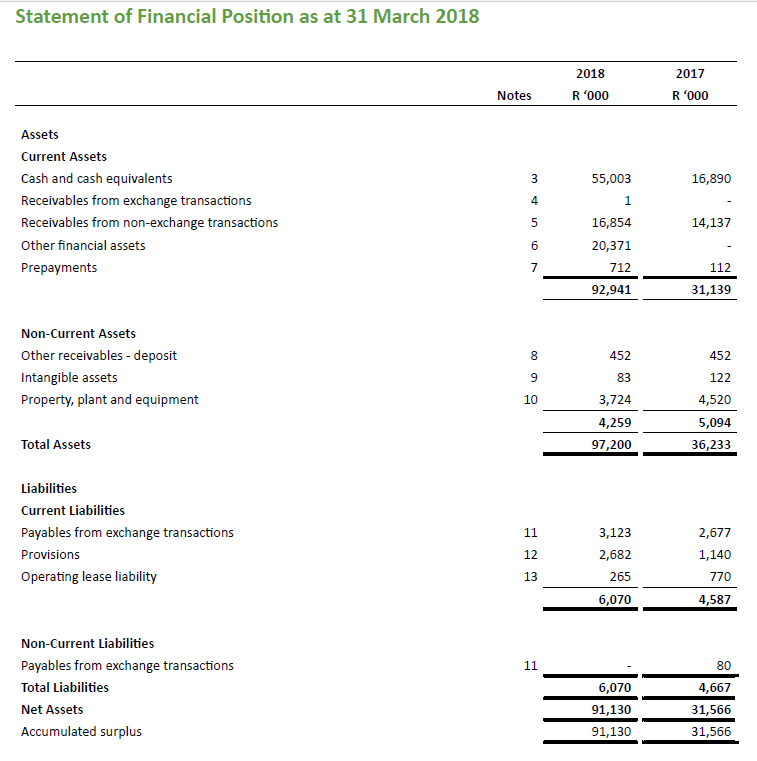 Statement of Financial Position as at 31 March 2018
2018 2017
Notes R ‘000 R ‘000
Assets
Current Assets
Cash and cash equivalents 3 55,003 16,890
Receivables from exchange transactions 4 1 -
Receivables from non-exchange transactions 5 16,854 14,137
Other financial assets 6 20,371 -
Prepayments 7 712 112
92,941 31,139
Non-Current Assets
Other receivables - deposit 8 452 452
Intangible assets 9 83 122
Property, plant and equipment 10 3,724 4,520
4,259 5,094
Total Assets 97,200 36,233
Liabilities
Current Liabilities
Payables from exchange transactions 11 3,123 2,677
Provisions 12 2,682 1,140
Operating lease liability 13 265 770
6,070 4,587
Non-Current Liabilities
Payables from exchange transactions 11 - 80
Total Liabilities 6,070 4,667
Net Assets 91,130 31,566
Accumulated surplus 91,130 31,566